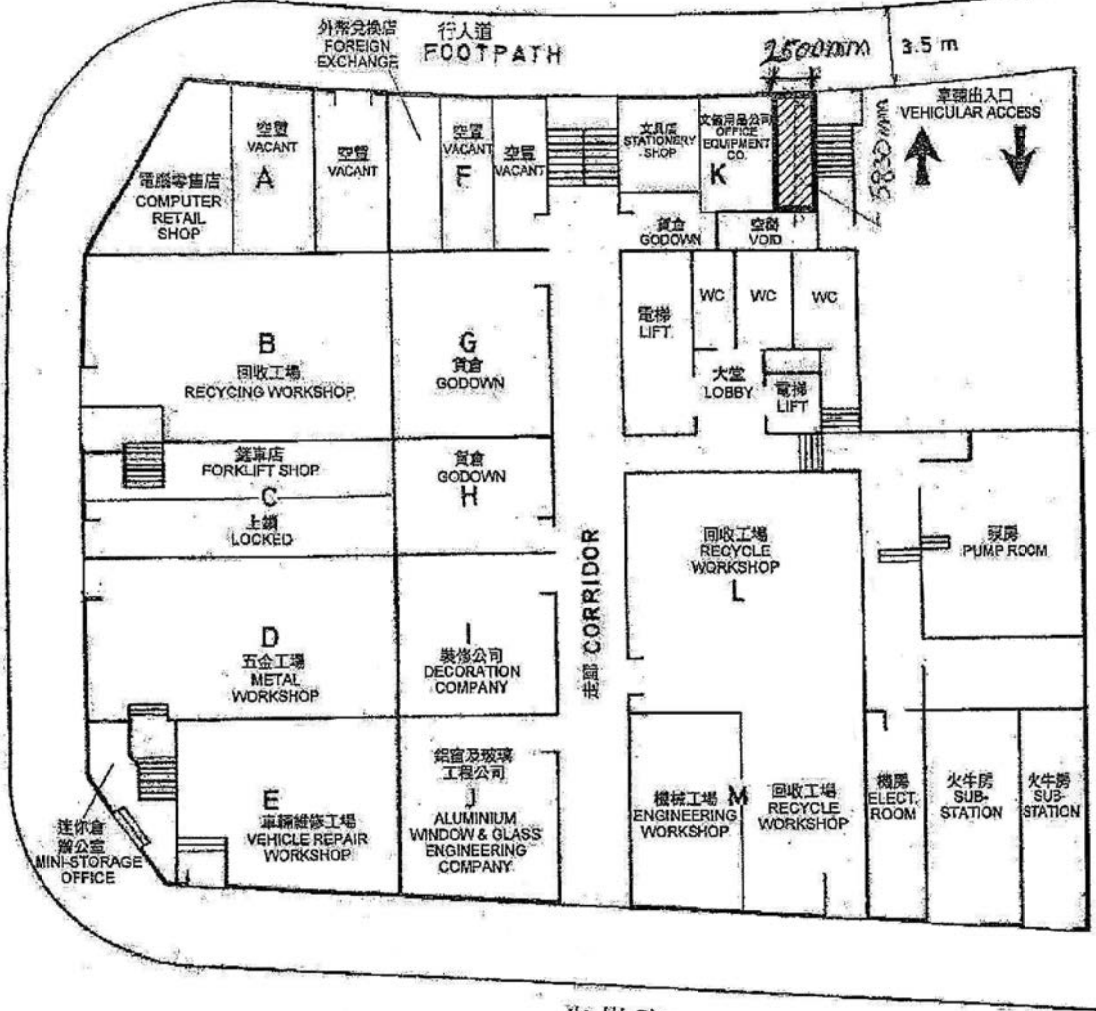 外幣兌換店
FOREIGN
EXCHANGE
行人道
FOOTPATH
2500mm
3.5 m
車輛出入口
VEHICULAR ACCESS
5830mm
電腦零售店
COMPUTER
RETAIL
SHOP
空置
VACANT
A
空置
VACANT
空置
VACANT
F
空置
VACANT
文具店
STATIONERY
SHOP
文儀用品公司
OFFICE
EQUIPMENT
CO.
K
貨倉
GODOWN
空間
VOID
B
回收工場
RECYCING WORKSHOP
G
貨倉
GODOWN
電梯
LIFT
WC
WC
WC
大堂
LOBBY
電梯
LIFT
鏟車店
FORKLIFT SHOP
C
上鎖
LOCKED
貨倉
GODOWN
H
走廊 CORRIDOR
回收工場
RECYCLE
WORKSHOP
L
泵房
PUMP ROOM
D
五金工場
METAL
WORKSHOP
I
裝修公司
DECORATION
COMPANY
迷你倉
辦公室
MINI-STORAGE
OFFICE
E
車輛維修工場
VEHICLE REPAIR
WORKSHOP
鋁窗及玻璃
工程公司
J
ALUMINIUM
WINDOW & GLASS
ENGINEERING
COMPANY
機械工場
ENGINEERING
WORKSHOP
M
回收工場
RECYCLE
WORKSHOP
機房
ELECT.
ROOM
火牛房
SUB-
STATION
火牛房
SUB-
STATION